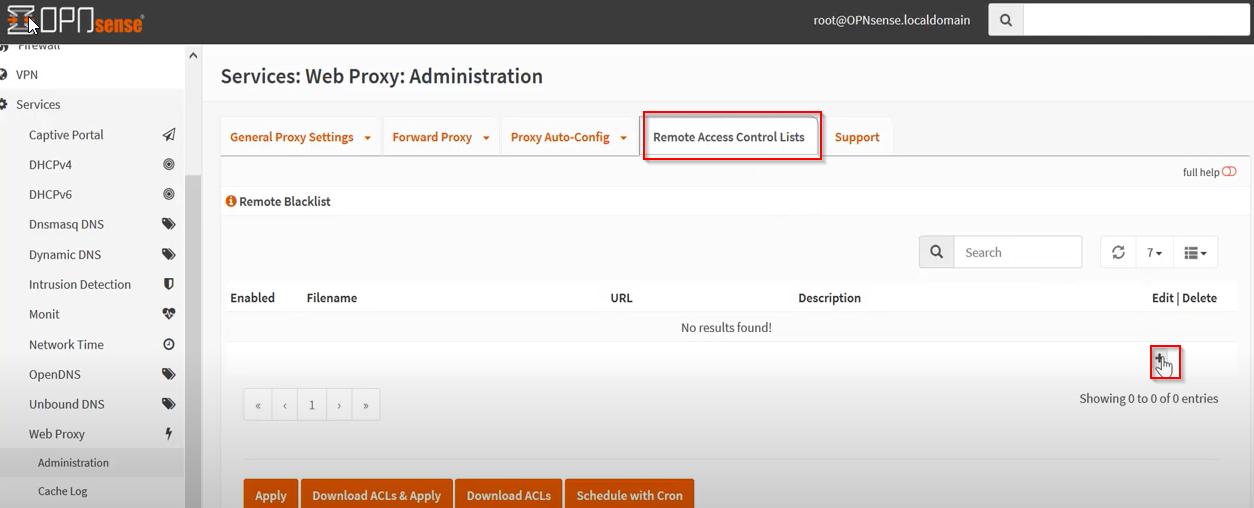 OPNsense
root@OPNsense.localdomain
Firewall
VPN
Services
Captive Portal
DHCPv4
DHCPv6
Dnsmasq DNS
Dynamic DNS
Intrusion Detection
Monit
Network Time
OpenDNS
Unbound DNS
Web Proxy
Administration
Cache Log
Services: Web Proxy: Administration
General Proxy Settings Forward Proxy Proxy Auto-Config Remote Access Control Lists Support
full help
Remote Blacklist
Search 7
Enabled Filename URL Description Edit | Delete
No results found!
« ‹ 1 › »
Showing 0 to 0 of 0 entries
Apply Download ACLs & Apply Download ACLs Schedule with Cron